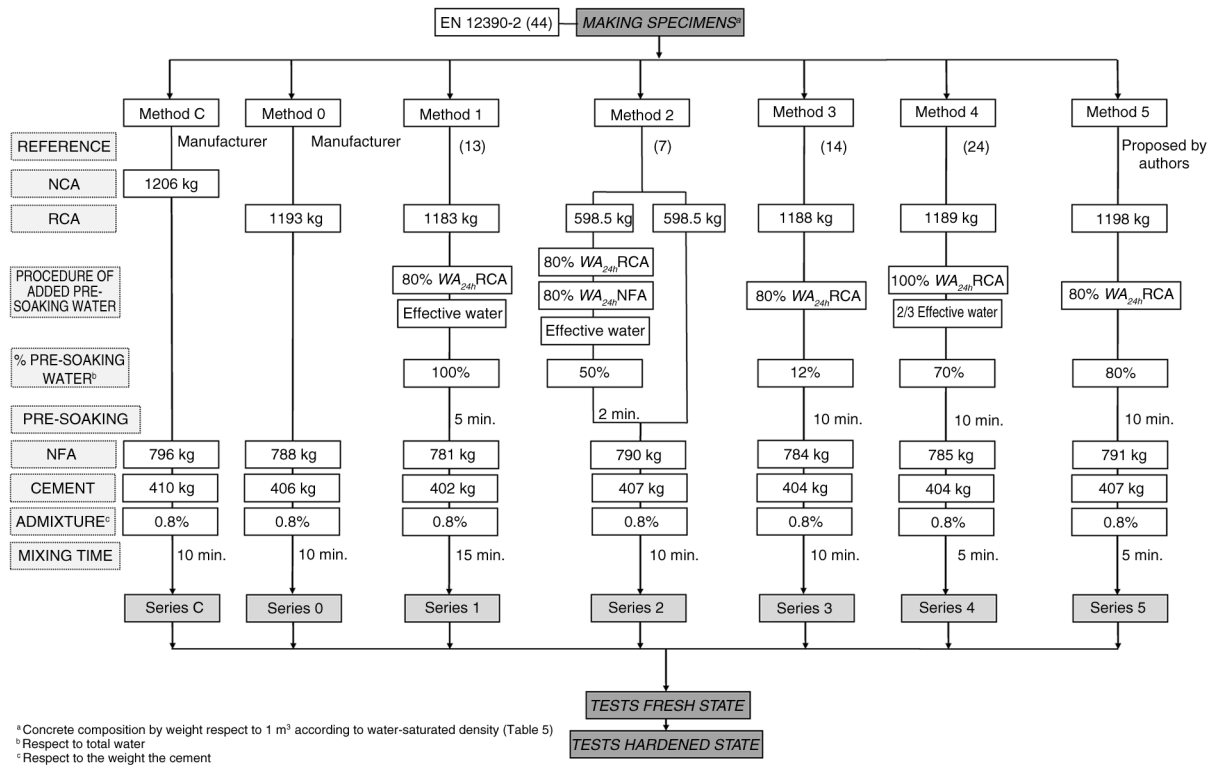 EN 12390-2 (44) MAKING SPECIMENSᵃ
Method C Method 0 Method 1 Method 2 Method 3 Method 4 Method 5
REFERENCE Manufacturer Manufacturer (13) (7) (14) (24) Proposed by
authors
NCA 1206 kg
RCA 1193 kg 1183 kg 598.5 kg 598.5 kg 1188 kg 1189 kg 1198 kg
PROCEDURE OF
ADDED PRE-
SOAKING WATER
80% WA24hRCA
Effective water
80% WA24hRCA
80% WA24hNFA
Effective water
80% WA24hRCA
100% WA24hRCA
2/3 Effective water
80% WA24hRCA
% PRE-SOAKING
WATERᵇ
100% 50% 12% 70% 80%
PRE-SOAKING 5 min. 2 min. 10 min. 10 min. 10 min.
NFA 796 kg 788 kg 781 kg 790 kg 784 kg 785 kg 791 kg
CEMENT 410 kg 406 kg 402 kg 407 kg 404 kg 404 kg 407 kg
ADMIXTUREᶜ 0.8% 0.8% 0.8% 0.8% 0.8% 0.8% 0.8%
MIXING TIME 10 min. 10 min. 15 min. 10 min. 10 min. 5 min. 5 min.
Series C Series 0 Series 1 Series 2 Series 3 Series 4 Series 5
TESTS FRESH STATE
TESTS HARDENED STATE
ᵃ Concrete composition by weight respect to 1 m³ according to water-saturated density (Table 5)
ᵇ Respect to total water
ᶜ Respect to the weight the cement